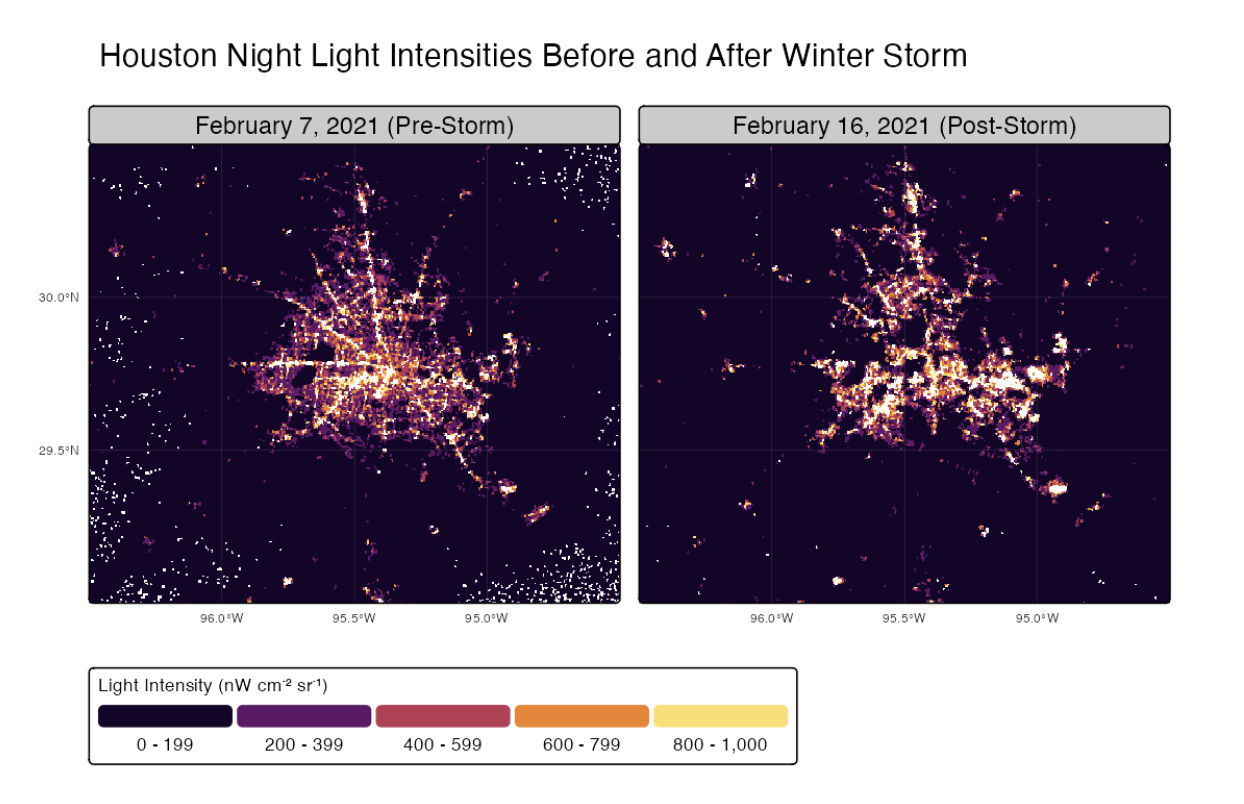 Houston Night Light Intensities Before and After Winter Storm
February 7, 2021 (Pre-Storm)
February 16, 2021 (Post-Storm)
30.0°N
29.5°N
96.0°W 95.5°W 95.0°W
96.0°W 95.5°W 95.0°W
Light Intensity (nW cm⁻² sr⁻¹)
0 - 199 200 - 399 400 - 599 600 - 799 800 - 1,000